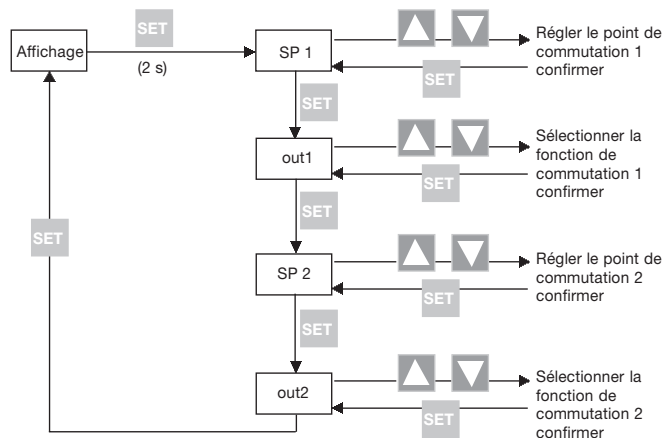 SET
Affichage
(2 s)
SP 1
Régler le point de
commutation 1
confirmer
SET
SET
out1
Sélectionner la
fonction de
commutation 1
confirmer
SET
SET
SET
SP 2
Régler le point de
commutation 2
confirmer
SET
SET
out2
Sélectionner la
fonction de
commutation 2
confirmer
SET